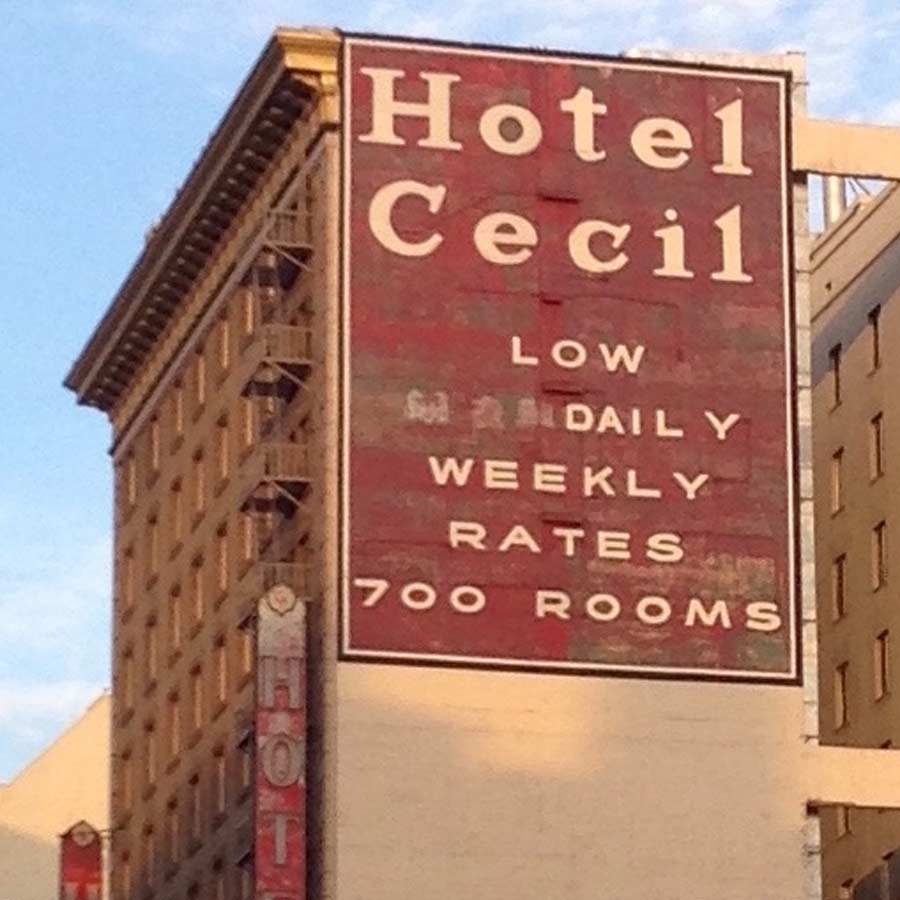 Hotel
Cecil
LOW
DAILY
WEEKLY
RATES
700 ROOMS
HOT